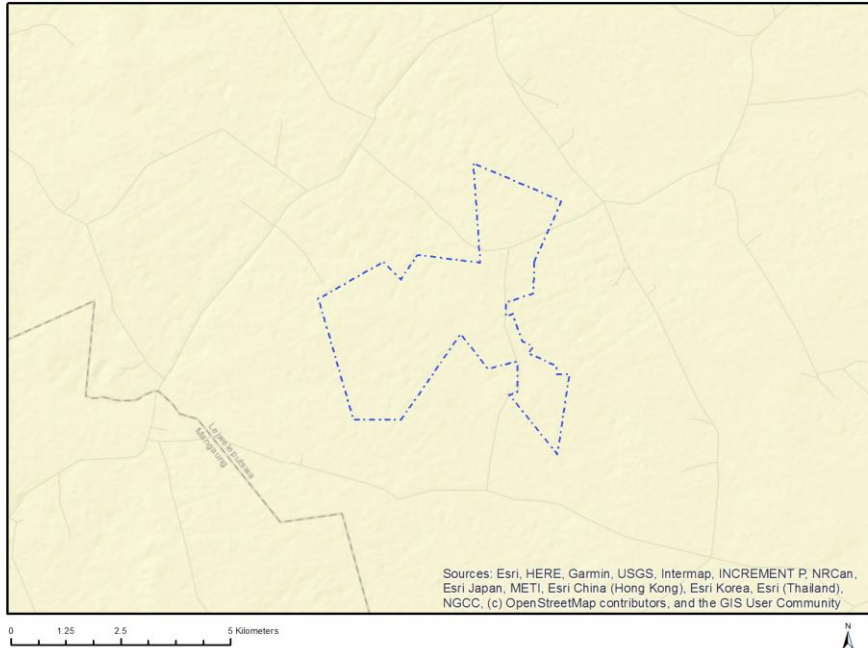 Lejweleputswa
Mangaung
Sources: Esri, HERE, Garmin, USGS, Intermap, INCREMENT P, NRCan,
Esri Japan, METI, Esri China (Hong Kong), Esri Korea, Esri (Thailand),
NGCC, (c) OpenStreetMap contributors, and the GIS User Community
0 1.25 2.5 5 Kilometers
N